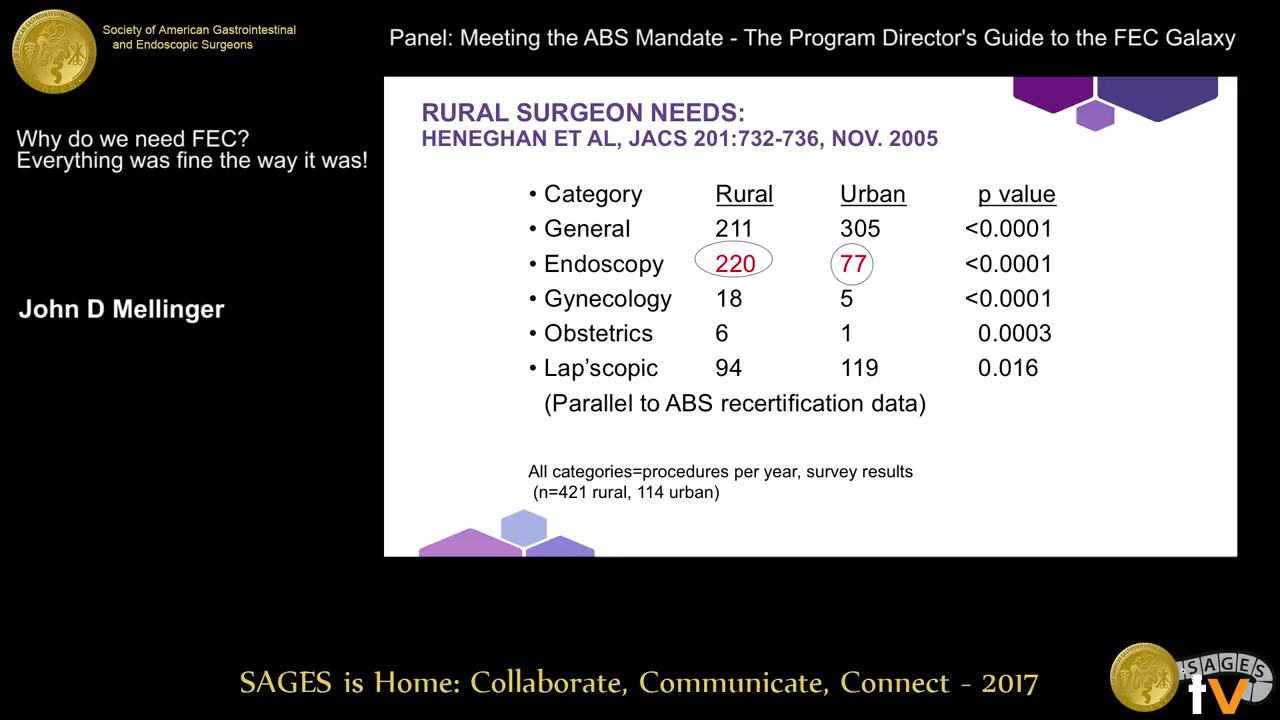 Society of American Gastrointestinal
and Endoscopic Surgeons
Panel: Meeting the ABS Mandate - The Program Director's Guide to the FEC Galaxy
Why do we need FEC?
Everything was fine the way it was!
John D Mellinger
RURAL SURGEON NEEDS:
HENEGHAN ET AL, JACS 201:732-736, NOV. 2005
• Category Rural Urban p value
• General 211 305 <0.0001
• Endoscopy 220 77 <0.0001
• Gynecology 18 5 <0.0001
• Obstetrics 6 1 0.0003
• Lap’scopic 94 119 0.016
(Parallel to ABS recertification data)
All categories=procedures per year, survey results
(n=421 rural, 114 urban)
SAGES is Home: Collaborate, Communicate, Connect - 2017
SAGES
tv